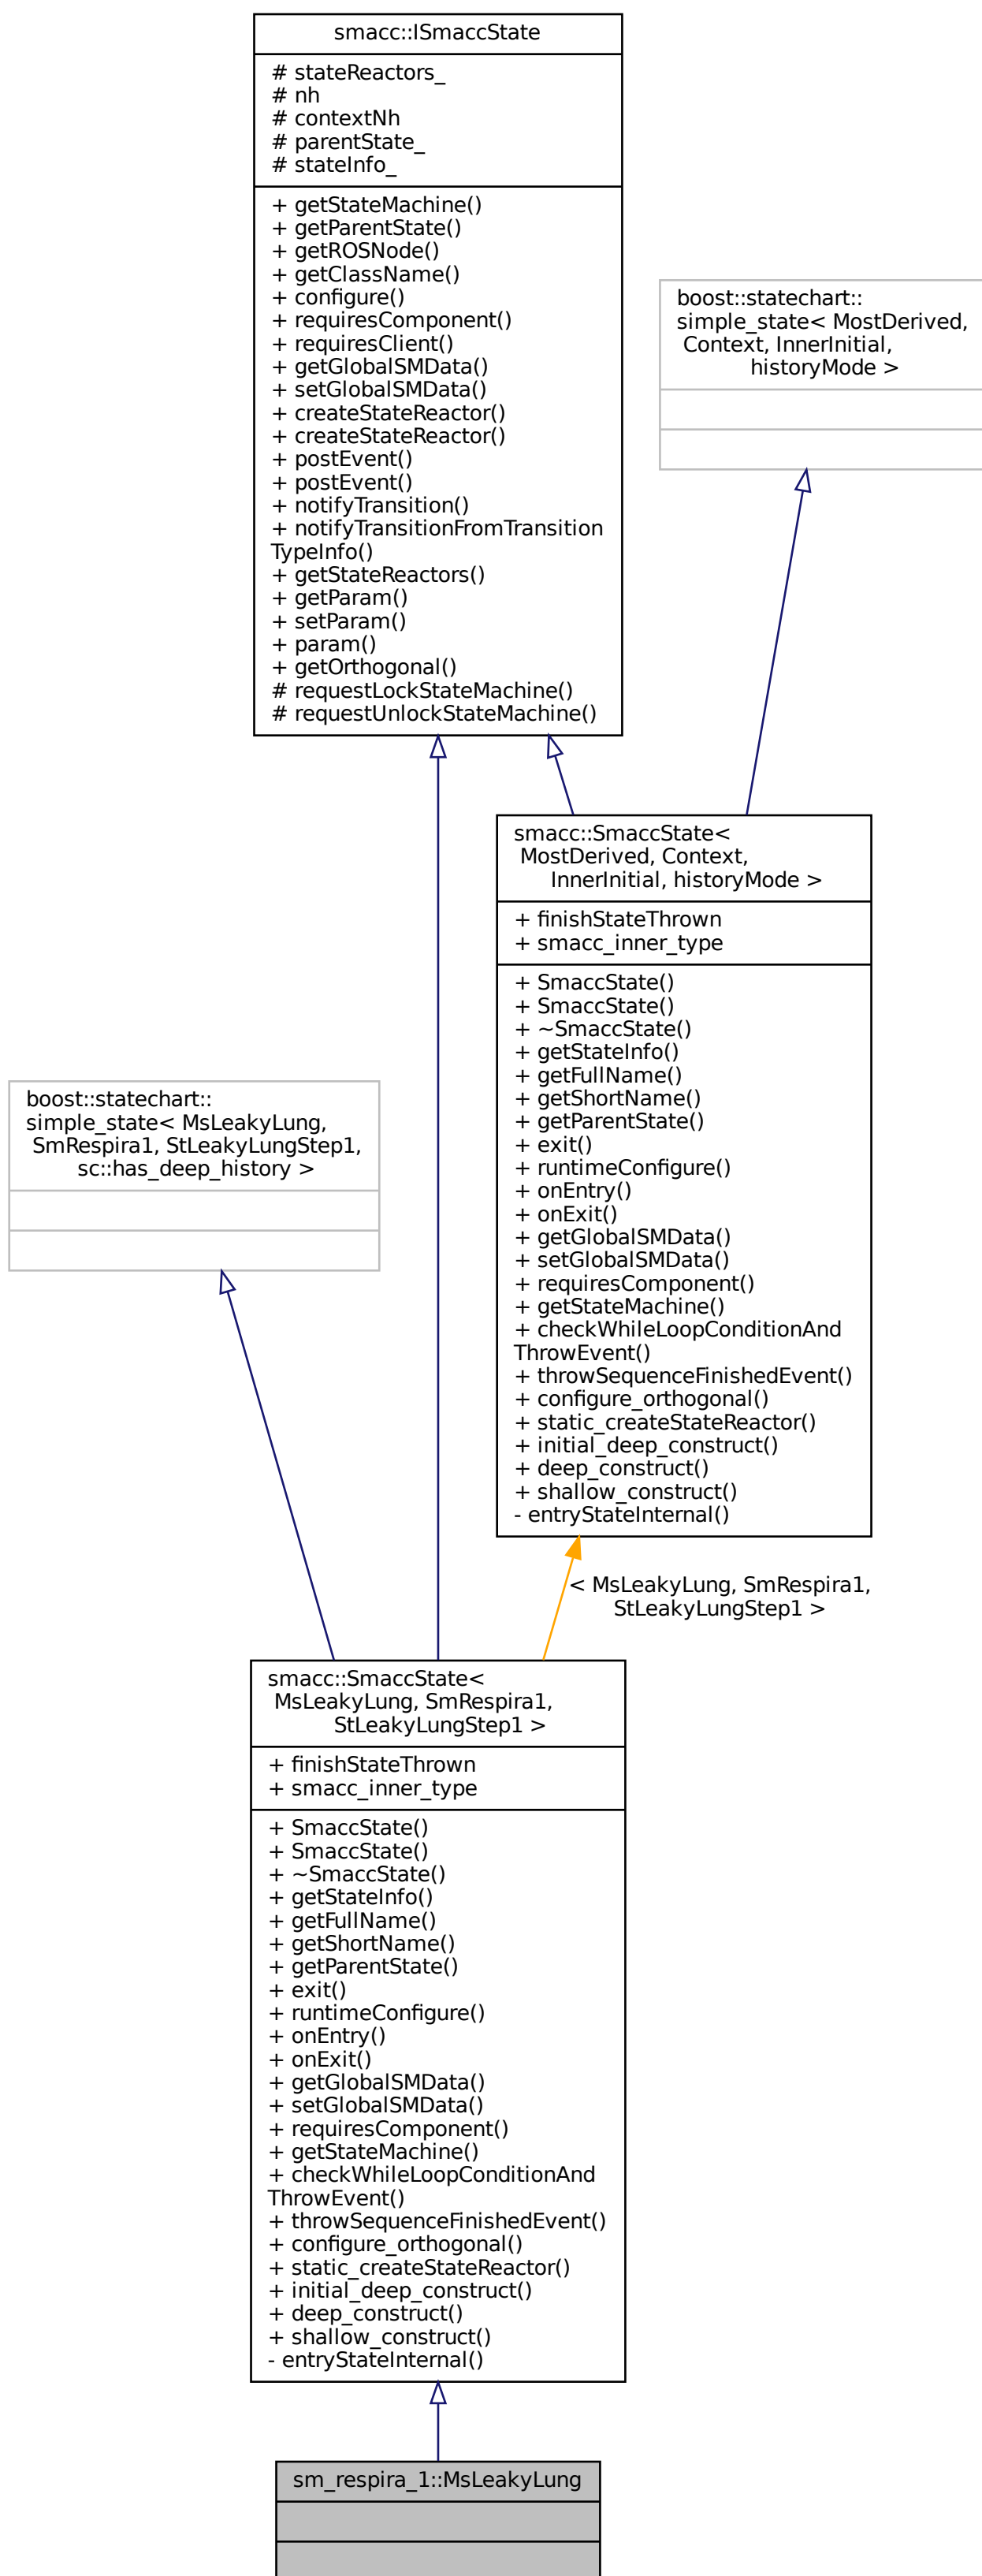 smacc::ISmaccState
# stateReactors_
# nh
# contextNh
# parentState_
# stateInfo_
+ getStateMachine()
+ getParentState()
+ getROSNode()
+ getClassName()
+ configure()
+ requiresComponent()
+ requiresClient()
+ getGlobalSMData()
+ setGlobalSMData()
+ createStateReactor()
+ createStateReactor()
+ postEvent()
+ postEvent()
+ notifyTransition()
+ notifyTransitionFromTransition
TypeInfo()
+ getStateReactors()
+ getParam()
+ setParam()
+ param()
+ getOrthogonal()
# requestLockStateMachine()
# requestUnlockStateMachine()
boost::statechart::
simple_state< MostDerived,
Context, InnerInitial,
historyMode >
smacc::SmaccState<
MostDerived, Context,
InnerInitial, historyMode >
+ finishStateThrown
+ smacc_inner_type
+ SmaccState()
+ SmaccState()
+ ~SmaccState()
+ getStateInfo()
+ getFullName()
+ getShortName()
+ getParentState()
+ exit()
+ runtimeConfigure()
+ onEntry()
+ onExit()
+ getGlobalSMData()
+ setGlobalSMData()
+ requiresComponent()
+ getStateMachine()
+ checkWhileLoopConditionAnd
ThrowEvent()
+ throwSequenceFinishedEvent()
+ configure_orthogonal()
+ static_createStateReactor()
+ initial_deep_construct()
+ deep_construct()
+ shallow_construct()
- entryStateInternal()
boost::statechart::
simple_state< MsLeakyLung,
SmRespira1, StLeakyLungStep1,
sc::has_deep_history >
< MsLeakyLung, SmRespira1,
StLeakyLungStep1 >
smacc::SmaccState<
MsLeakyLung, SmRespira1,
StLeakyLungStep1 >
+ finishStateThrown
+ smacc_inner_type
+ SmaccState()
+ SmaccState()
+ ~SmaccState()
+ getStateInfo()
+ getFullName()
+ getShortName()
+ getParentState()
+ exit()
+ runtimeConfigure()
+ onEntry()
+ onExit()
+ getGlobalSMData()
+ setGlobalSMData()
+ requiresComponent()
+ getStateMachine()
+ checkWhileLoopConditionAnd
ThrowEvent()
+ throwSequenceFinishedEvent()
+ configure_orthogonal()
+ static_createStateReactor()
+ initial_deep_construct()
+ deep_construct()
+ shallow_construct()
- entryStateInternal()
sm_respira_1::MsLeakyLung